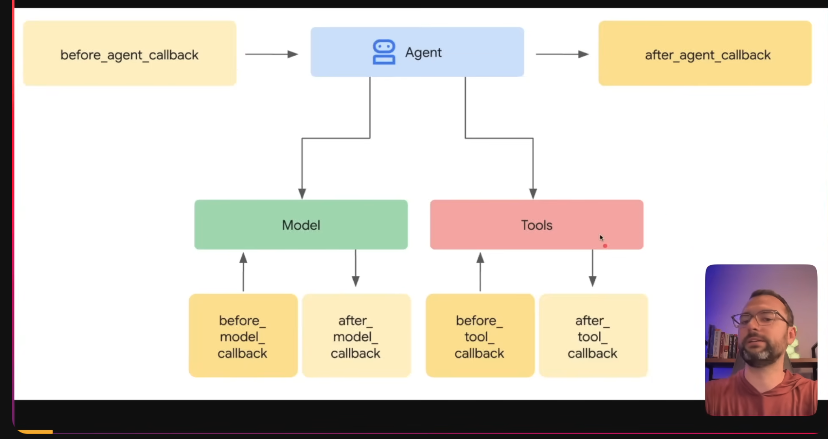 before_agent_callback
Agent
after_agent_callback
Model
Tools
before_
model_
callback
after_
model_
callback
before_
tool_
callback
after_
tool_
callback